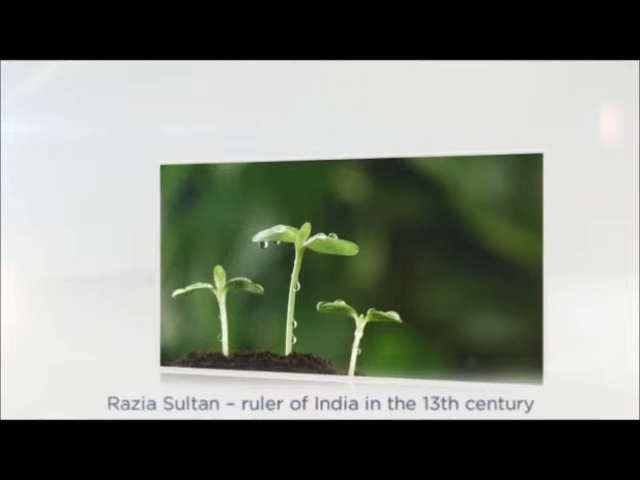 Razia Sultan – ruler of India in the 13th century